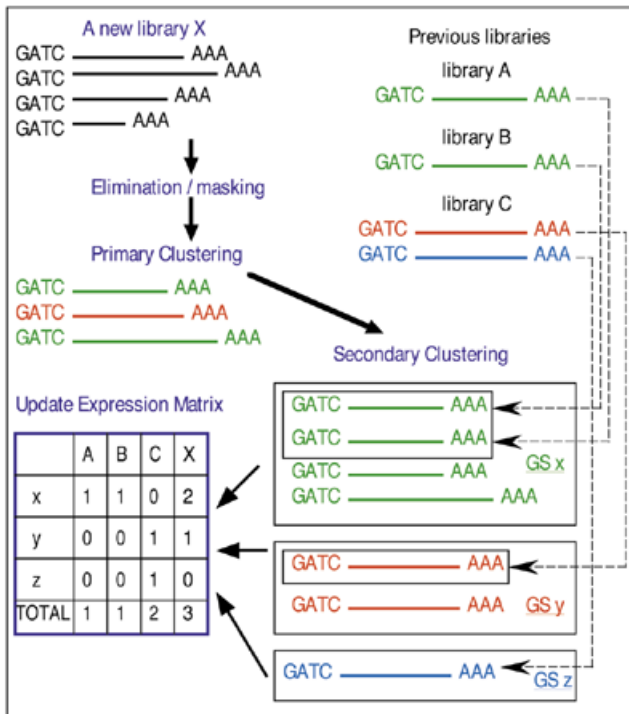 A new library X
GATC AAA
GATC AAA
GATC AAA
GATC AAA
Elimination / masking
Primary Clustering
GATC AAA
GATC AAA
GATC AAA
Previous libraries
library A
GATC AAA
library B
GATC AAA
library C
GATC AAA
GATC AAA
Secondary Clustering
GATC AAA
GATC AAA
GATC AAA
GS x
GATC AAA
GATC AAA
GATC AAA GS y
GATC AAA
GS z
Update Expression Matrix
A B C X
x 1 1 0 2
y 0 0 1 1
z 0 0 1 0
TOTAL 1 1 2 3